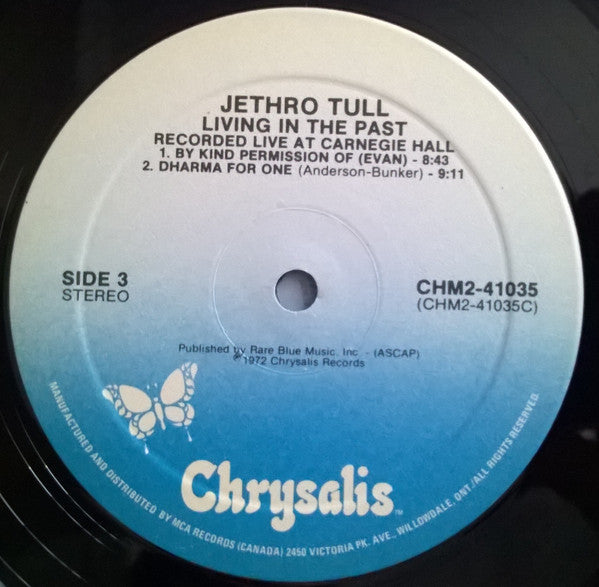 JETHRO TULL
LIVING IN THE PAST
RECORDED LIVE AT CARNEGIE HALL
1. BY KIND PERMISSION OF (EVAN) - 8:43
2. DHARMA FOR ONE (Anderson-Bunker) - 9:11
SIDE 3
STEREO
CHM2-41035
(CHM2-41035C)
Published by Rare Blue Music, Inc. - (ASCAP)
℗1972 Chrysalis Records
Chrysalis™
MANUFACTURED AND DISTRIBUTED BY MCA RECORDS (CANADA) 2450 VICTORIA PK. AVE., WILLOWDALE, ONT./ALL RIGHTS RESERVED.